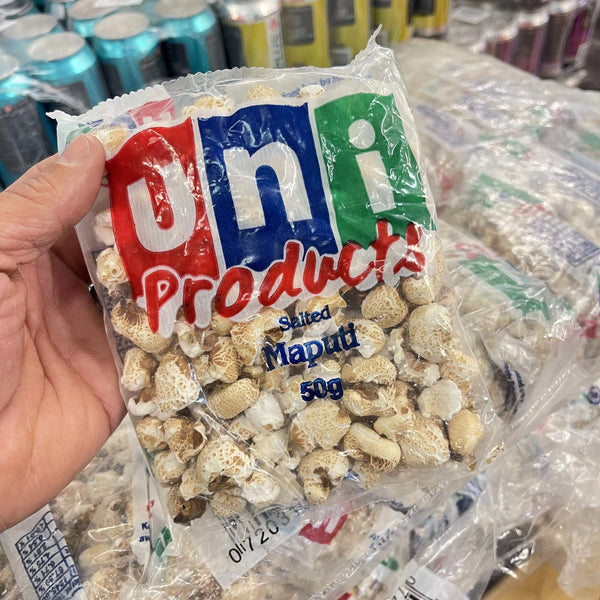 uni
Products
Salted
Maputi
50g